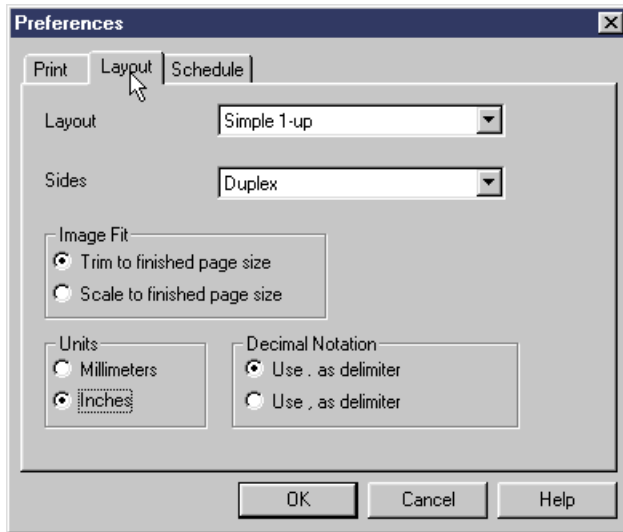 Preferences
Print Layout Schedule
Layout Simple 1-up
Sides Duplex
Image Fit
Trim to finished page size
Scale to finished page size
Units
Millimeters
Inches
Decimal Notation
Use . as delimiter
Use , as delimiter
OK Cancel Help